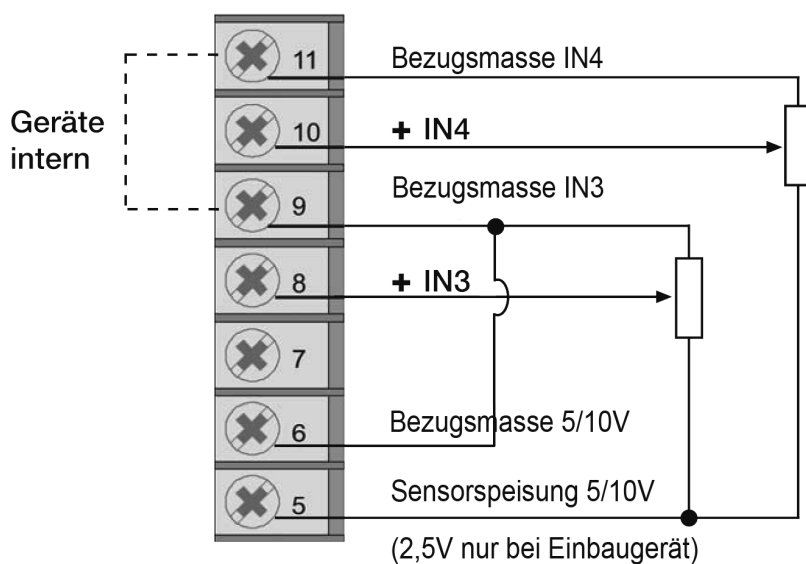 11 Bezugsmasse IN4
Geräte
intern
10 + IN4
9 Bezugsmasse IN3
8 + IN3
7
6 Bezugsmasse 5/10V
5 Sensorspeisung 5/10V
(2,5V nur bei Einbaugerät)